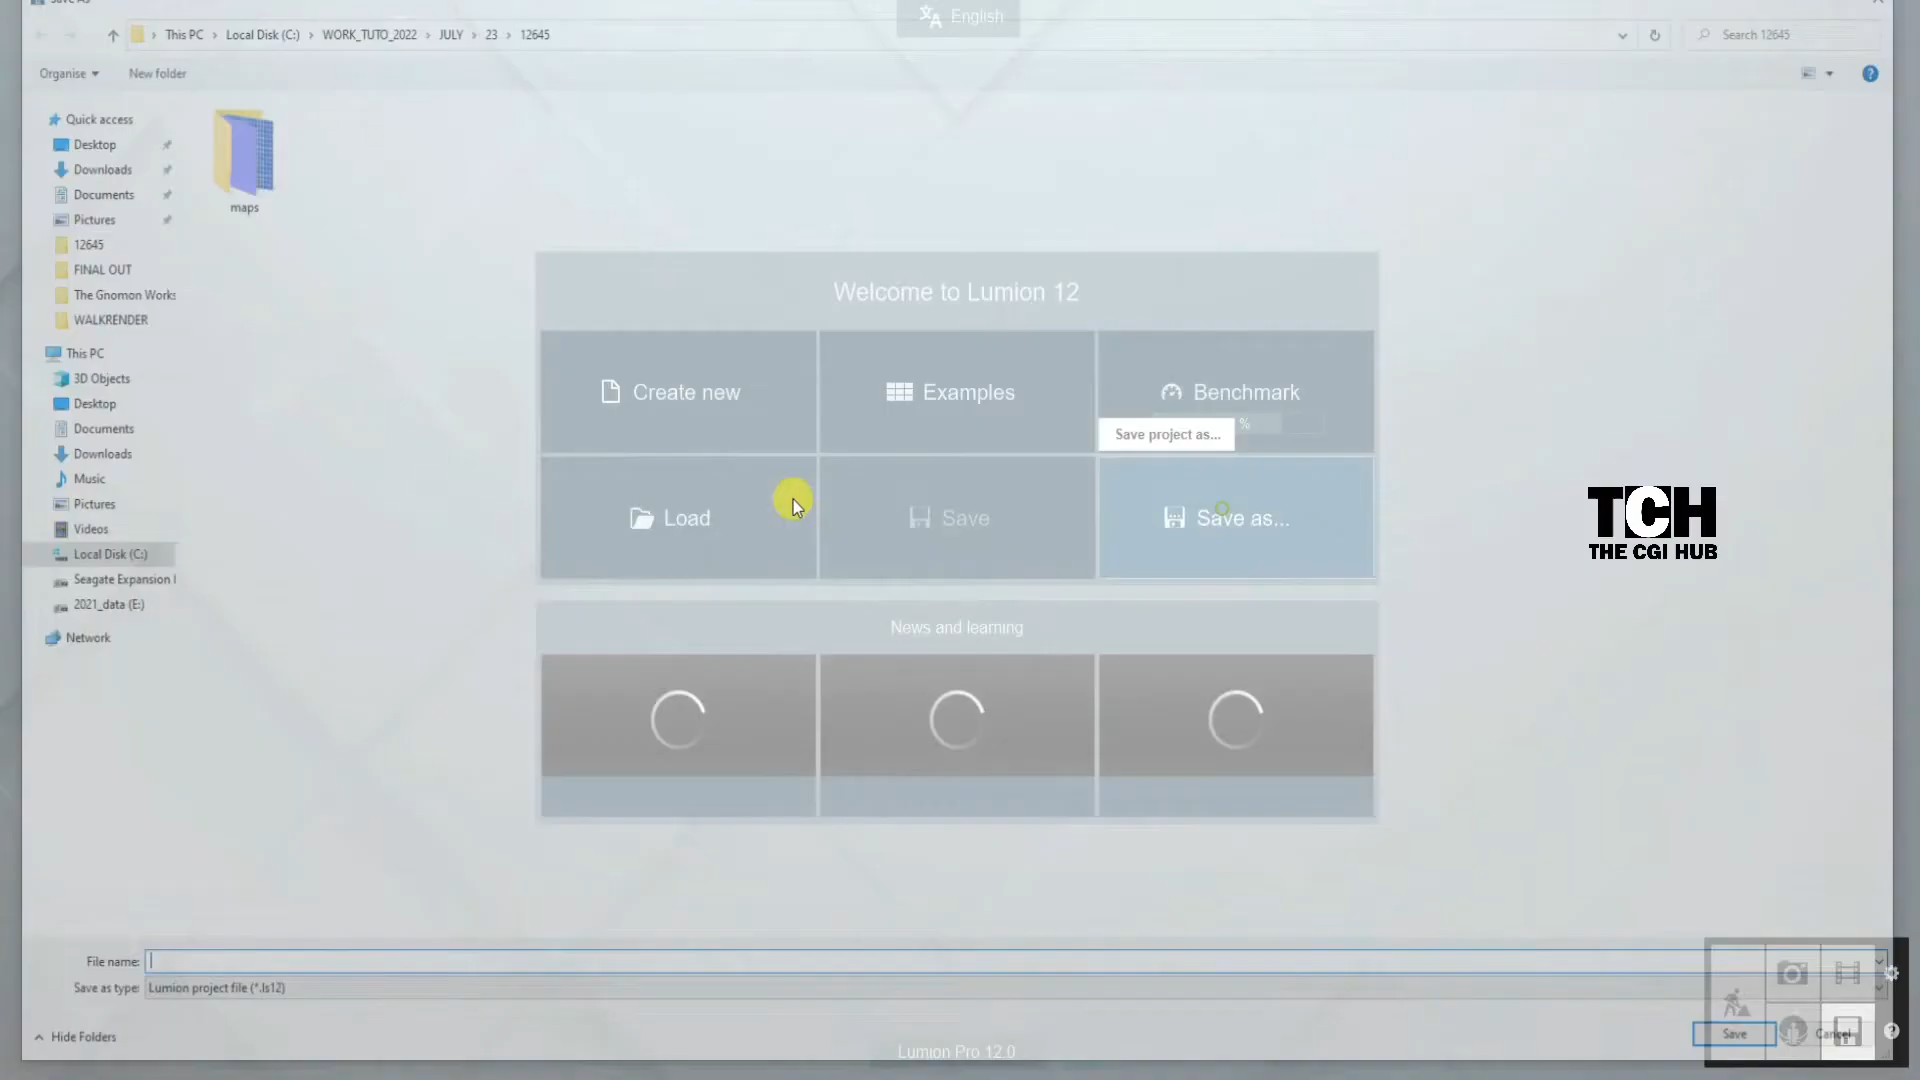 Save As
English
This PC
Local Disk (C:)
WORK_TUTO_2022
JULY
23
12645
Search 12645
Organise
New folder
Quick access
Desktop
Downloads
Documents
Pictures
12645
FINAL OUT
The Gnomon Works
WALKRENDER
This PC
3D Objects
Desktop
Documents
Downloads
Music
Pictures
Videos
Local Disk (C:)
Seagate Expansion
2021_data (E:)
Network
maps
Welcome to Lumion 12
Create new
Examples
Benchmark
%
Save project as...
Load
Save
Save as...
News and learning
TCH
THE CGI HUB
File name:
Save as type:
Lumion project file (*.ls12)
Hide Folders
Save
Cancel
Lumion Pro 12.0